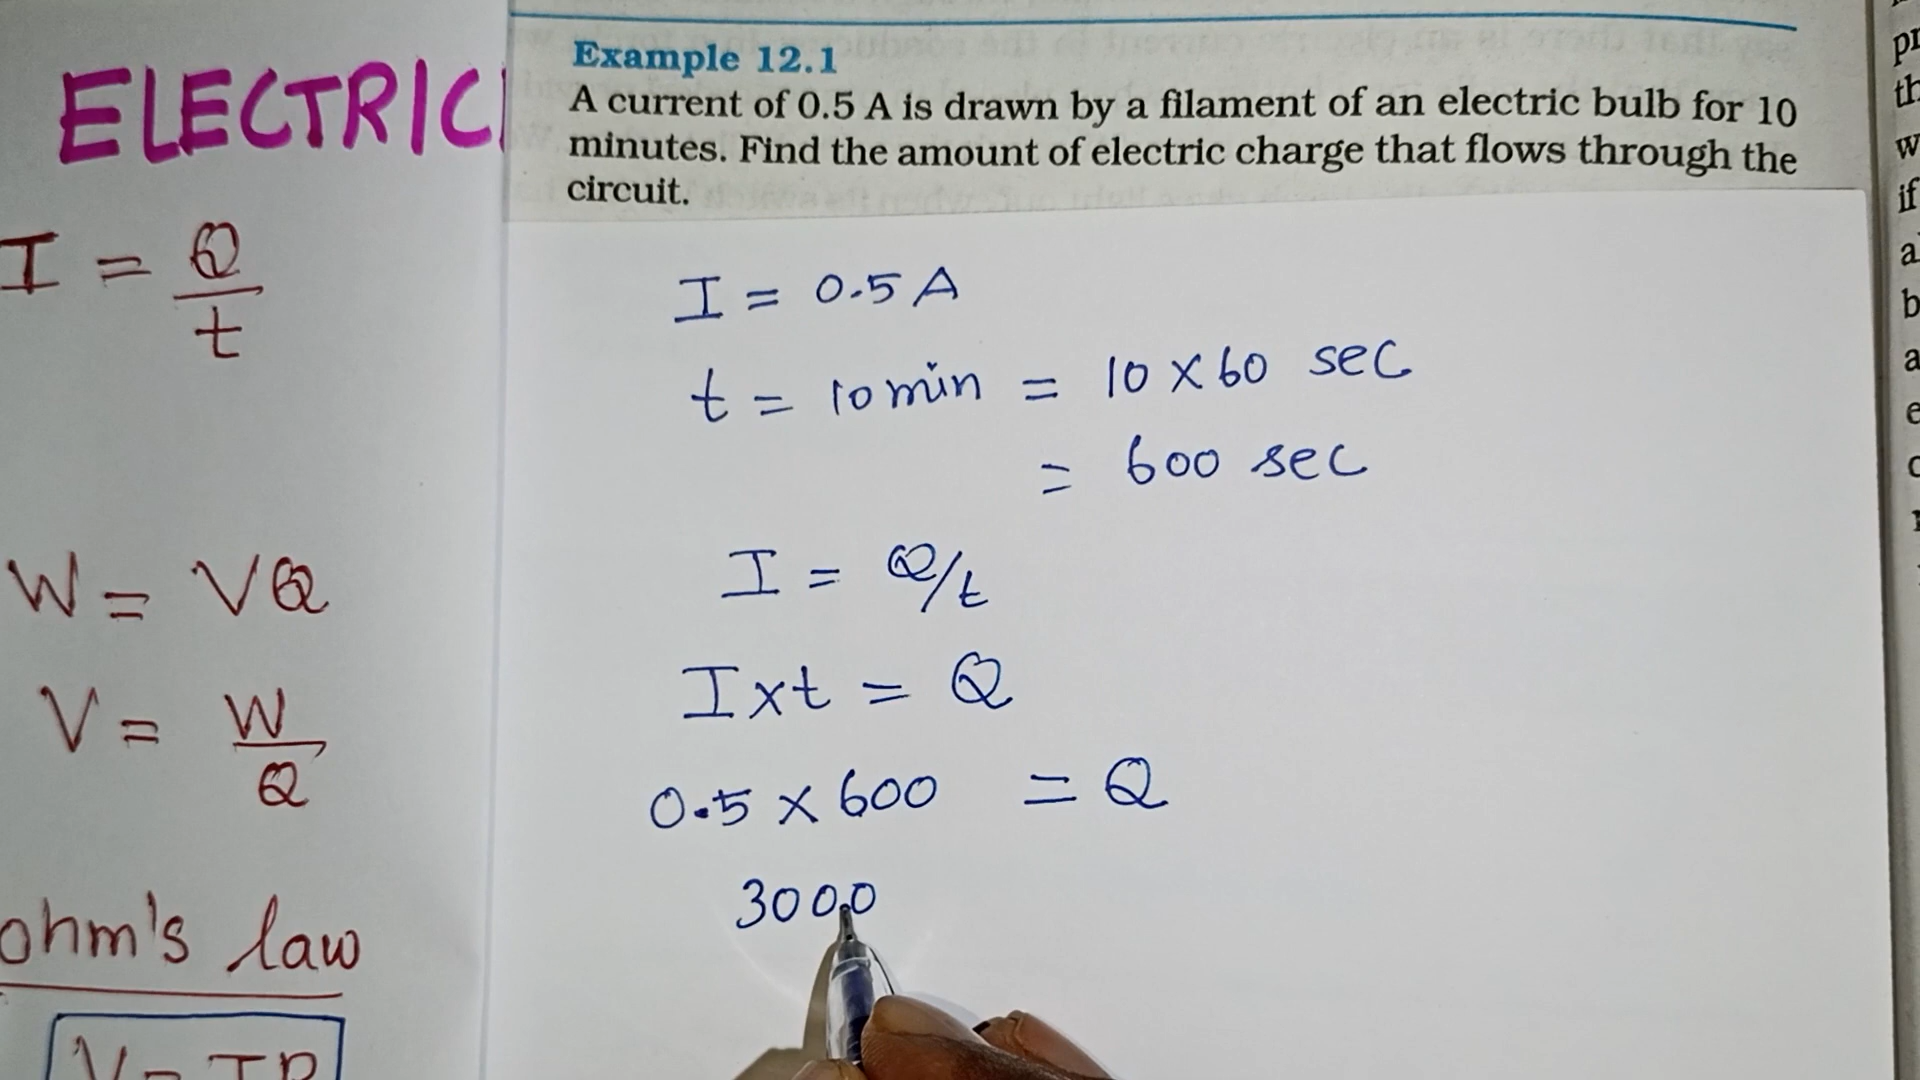 ELECTRIC
I = Q/t
W = VQ
V = W/Q
ohm's law
Example 12.1
A current of 0.5 A is drawn by a filament of an electric bulb for 10
minutes. Find the amount of electric charge that flows through the
circuit.
I = 0.5 A
t = 10 min = 10 x 60 sec
= 600 sec
I = Q/t
I x t = Q
0.5 x 600 = Q
300.0